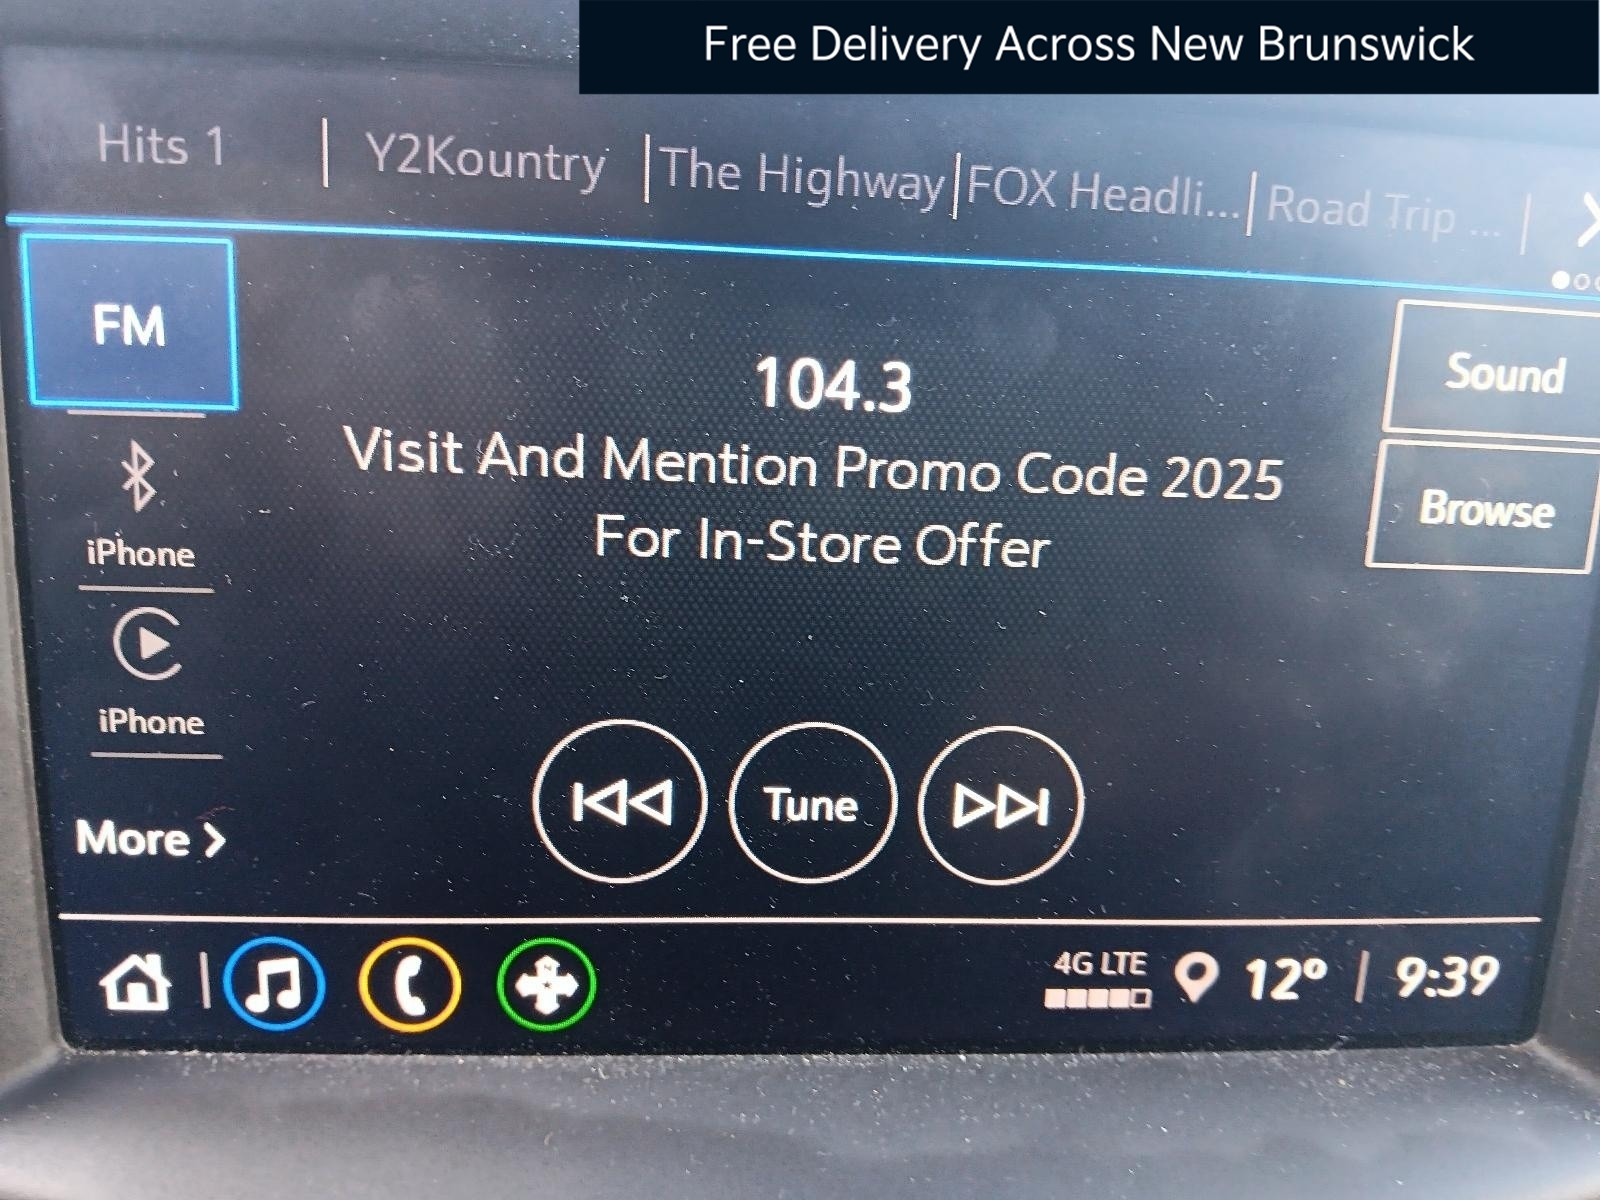 Free Delivery Across New Brunswick
Hits 1
Y2Kountry
The Highway
FOX Headli...
Road Trip ...
FM
104.3
Visit And Mention Promo Code 2025
For In-Store Offer
Sound
Browse
iPhone
iPhone
More
Tune
4G LTE
12°
9:39